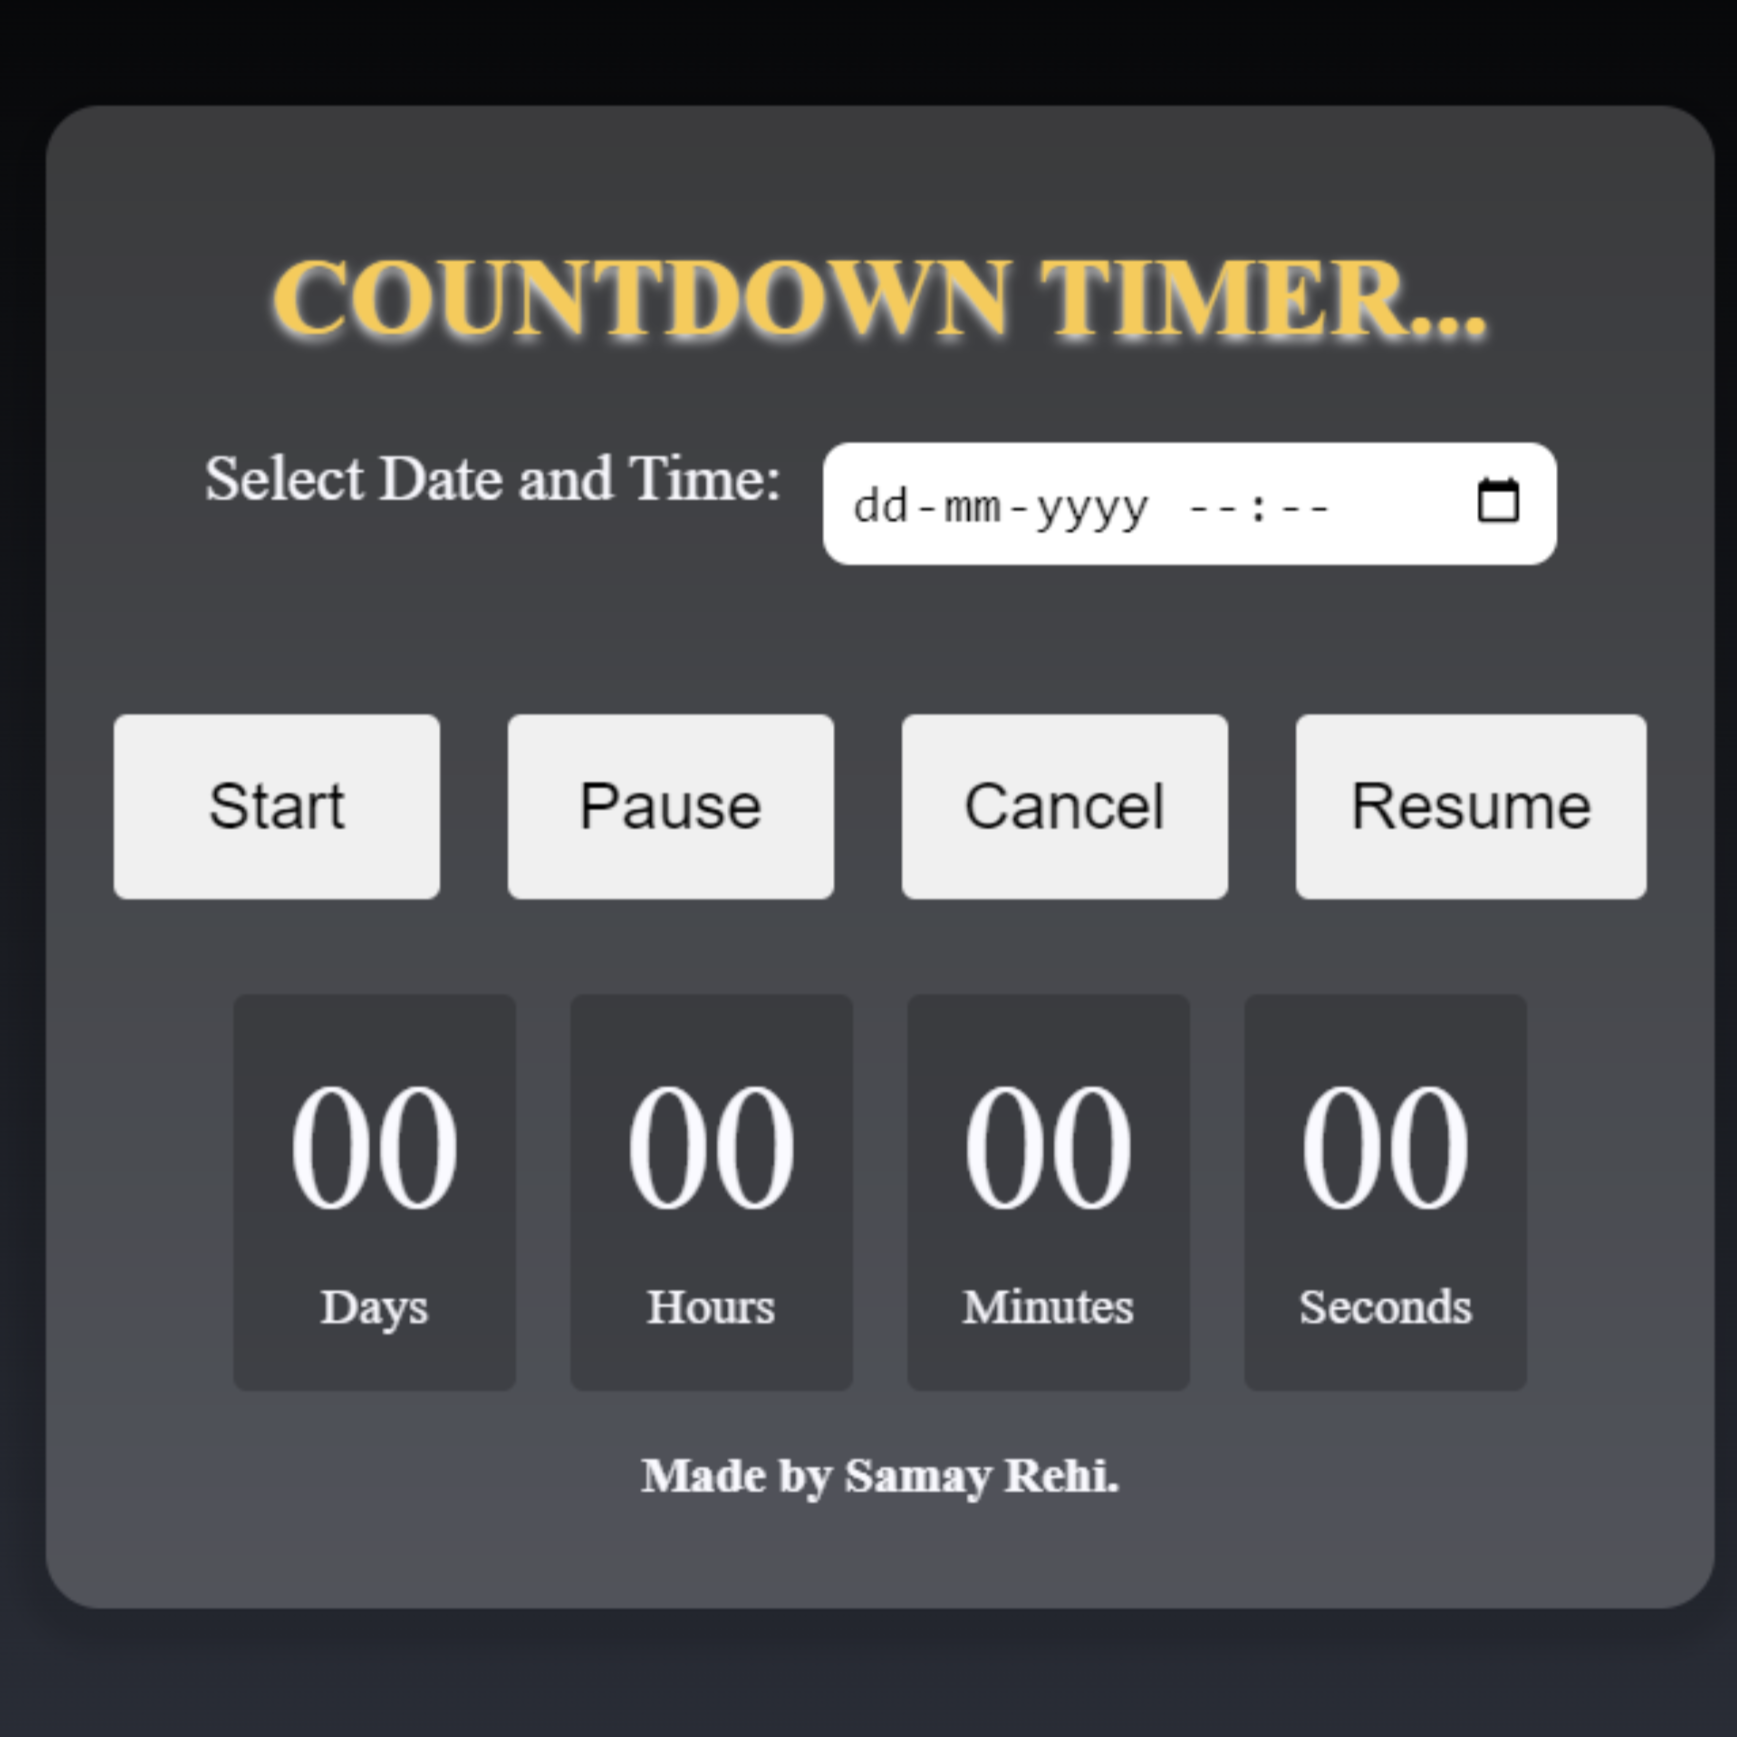 COUNTDOWN TIMER...
Select Date and Time: dd-mm-yyyy --:--
Start Pause Cancel Resume
00 00 00 00
Days Hours Minutes Seconds
Made by Samay Rehi.